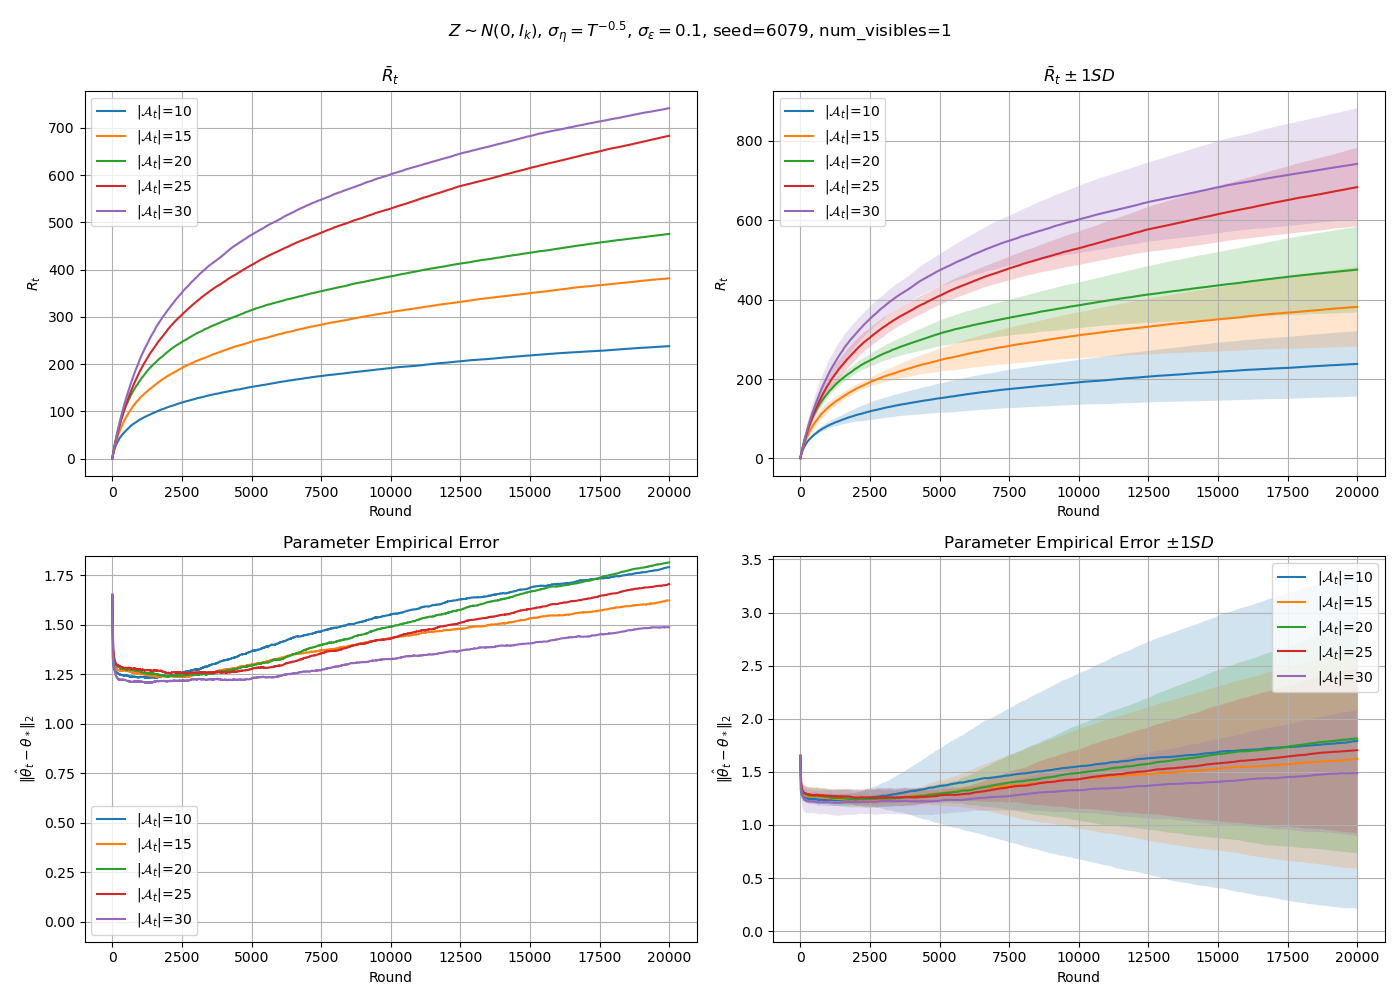 Z ~ N(0, I_k), σ_η = T^{-0.5}, σ_ε = 0.1, seed=6079, num_visibles=1
R̄_t
|𝒜_t|=10
|𝒜_t|=15
|𝒜_t|=20
|𝒜_t|=25
|𝒜_t|=30
700
600
500
400
300
200
100
0
R_t
0 2500 5000 7500 10000 12500 15000 17500 20000
Round
R̄_t ± 1SD
|𝒜_t|=10
|𝒜_t|=15
|𝒜_t|=20
|𝒜_t|=25
|𝒜_t|=30
800
600
400
200
0
R_t
0 2500 5000 7500 10000 12500 15000 17500 20000
Round
Parameter Empirical Error
1.75
1.50
1.25
1.00
0.75
0.50
0.25
0.00
‖θ̂_t − θ_*‖_2
|𝒜_t|=10
|𝒜_t|=15
|𝒜_t|=20
|𝒜_t|=25
|𝒜_t|=30
0 2500 5000 7500 10000 12500 15000 17500 20000
Round
Parameter Empirical Error ±1SD
|𝒜_t|=10
|𝒜_t|=15
|𝒜_t|=20
|𝒜_t|=25
|𝒜_t|=30
3.5
3.0
2.5
2.0
1.5
1.0
0.5
0.0
‖θ̂_t − θ_*‖_2
0 2500 5000 7500 10000 12500 15000 17500 20000
Round